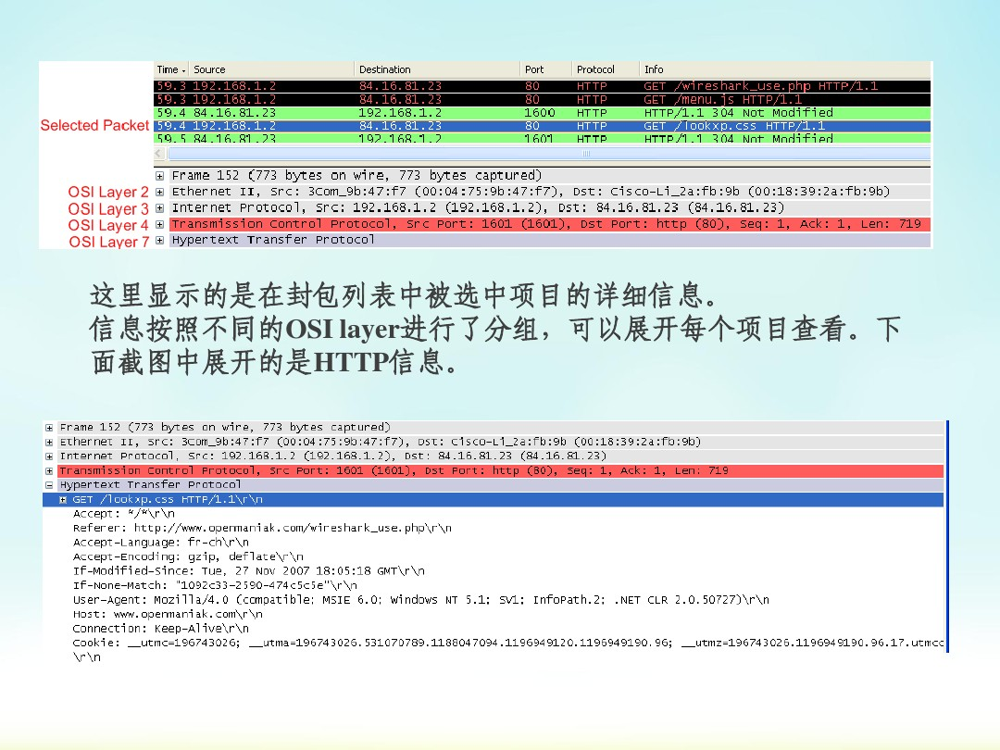 Time Source Destination Port Protocol Info
59.3 192.168.1.2 84.16.81.23 80 HTTP GET /wireshark_use.php HTTP/1.1
59.3 192.168.1.2 84.16.81.23 80 HTTP GET /menu.js HTTP/1.1
59.4 84.16.81.23 192.168.1.2 1600 HTTP HTTP/1.1 304 Not Modified
Selected Packet 59.4 192.168.1.2 84.16.81.23 80 HTTP GET /lookxp.css HTTP/1.1
59.5 84.16.81.23 192.168.1.2 1601 HTTP HTTP/1.1 304 Not Modified
Frame 152 (773 bytes on wire, 773 bytes captured)
OSI Layer 2 Ethernet II, Src: 3Com_9b:47:f7 (00:04:75:9b:47:f7), Dst: Cisco-Li_2a:fb:9b (00:18:39:2a:fb:9b)
OSI Layer 3 Internet Protocol, Src: 192.168.1.2 (192.168.1.2), Dst: 84.16.81.23 (84.16.81.23)
OSI Layer 4 Transmission Control Protocol, Src Port: 1601 (1601), Dst Port: http (80), Seq: 1, Ack: 1, Len: 719
OSI Layer 7 Hypertext Transfer Protocol
这里显示的是在封包列表中被选中项目的详细信息。
信息按照不同的OSI layer进行了分组，可以展开每个项目查看。下
面截图中展开的是HTTP信息。
Frame 152 (773 bytes on wire, 773 bytes captured)
Ethernet II, Src: 3Com_9b:47:f7 (00:04:75:9b:47:f7), Dst: Cisco-Li_2a:fb:9b (00:18:39:2a:fb:9b)
Internet Protocol, Src: 192.168.1.2 (192.168.1.2), Dst: 84.16.81.23 (84.16.81.23)
Transmission Control Protocol, Src Port: 1601 (1601), Dst Port: http (80), Seq: 1, Ack: 1, Len: 719
Hypertext Transfer Protocol
GET /lookxp.css HTTP/1.1\r\n
Accept: */*\r\n
Referer: http://www.openmaniak.com/wireshark_use.php\r\n
Accept-Language: fr-ch\r\n
Accept-Encoding: gzip, deflate\r\n
If-Modified-Since: Tue, 27 Nov 2007 18:05:18 GMT\r\n
If-None-Match: "1092c33-2590-474c5c5e"\r\n
User-Agent: Mozilla/4.0 (compatible; MSIE 6.0; Windows NT 5.1; SV1; InfoPath.2; .NET CLR 2.0.50727)\r\n
Host: www.openmaniak.com\r\n
Connection: Keep-Alive\r\n
Cookie: __utmc=196743026; __utma=196743026.531070789.1188047094.1196949120.1196949190.96; __utmz=196743026.1196949190.96.17.utmcc
\r\n